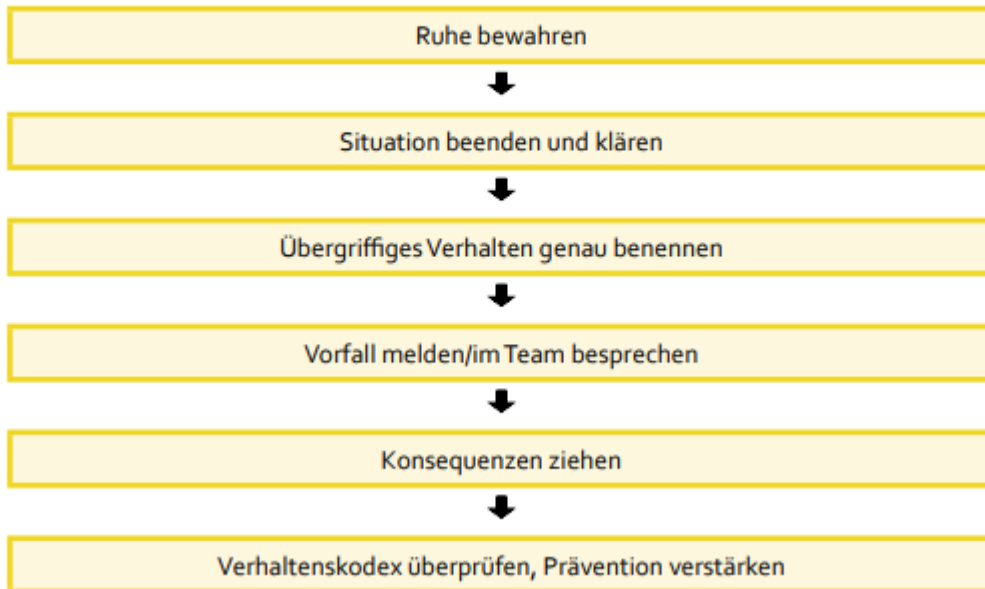 Ruhe bewahren
Situation beenden und klären
Übergriffiges Verhalten genau benennen
Vorfall melden/im Team besprechen
Konsequenzen ziehen
Verhaltenskodex überprüfen, Prävention verstärken